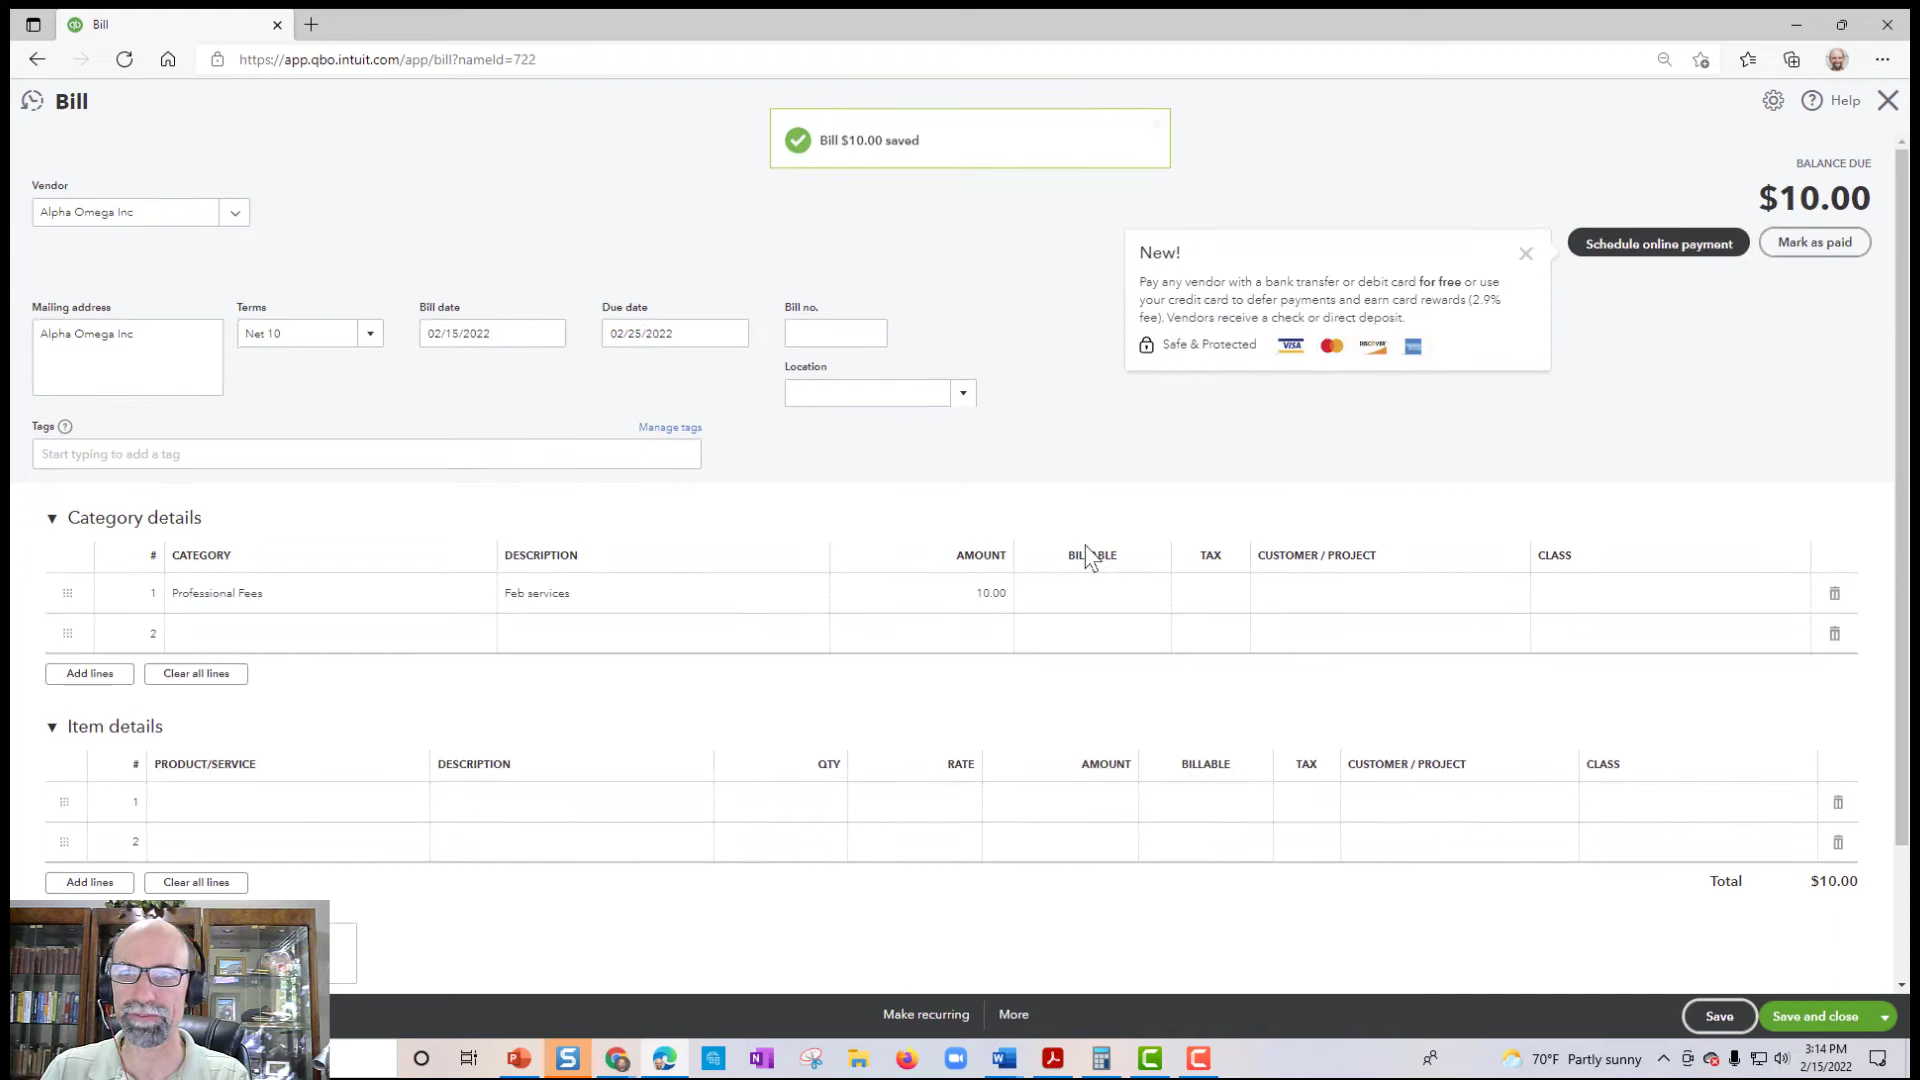 Bill
https://app.qbo.intuit.com/app/bill?nameId=722
Bill
Help
Bill $10.00 saved
BALANCE DUE
$10.00
Vendor
Alpha Omega Inc
Schedule online payment
Mark as paid
New!
Pay any vendor with a bank transfer or debit card for free or use
your credit card to defer payments and earn card rewards (2.9%
fee). Vendors receive a check or direct deposit.
Safe & Protected
VISA
DISCOVER
Mailing address
Terms
Bill date
Due date
Bill no.
Alpha Omega Inc
Net 10
02/15/2022
02/25/2022
Location
Tags
Manage tags
Start typing to add a tag
Category details
# CATEGORY DESCRIPTION AMOUNT BILLABLE TAX CUSTOMER / PROJECT CLASS
1 Professional Fees Feb services 10.00
2
Add lines
Clear all lines
Item details
# PRODUCT/SERVICE DESCRIPTION QTY RATE AMOUNT BILLABLE TAX CUSTOMER / PROJECT CLASS
1
2
Add lines
Clear all lines
Total $10.00
Make recurring
More
Save
Save and close
70°F Partly sunny
3:14 PM
2/15/2022